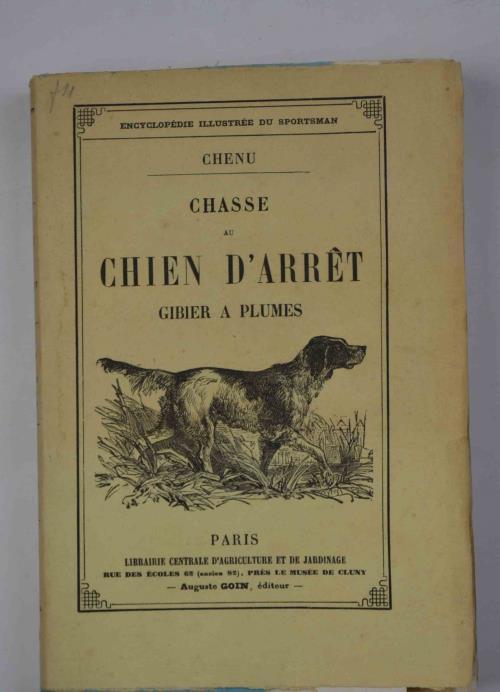 ENCYCLOPÉDIE ILLUSTRÉE DU SPORTSMAN
CHENU
CHASSE
AU
CHIEN D'ARRÊT
GIBIER A PLUMES
PARIS
LIBRAIRIE CENTRALE D'AGRICULTURE ET DE JARDINAGE
RUE DES ÉCOLES 62 (ancien 82), PRÈS LE MUSÉE DE CLUNY
— Auguste GOIN, éditeur —